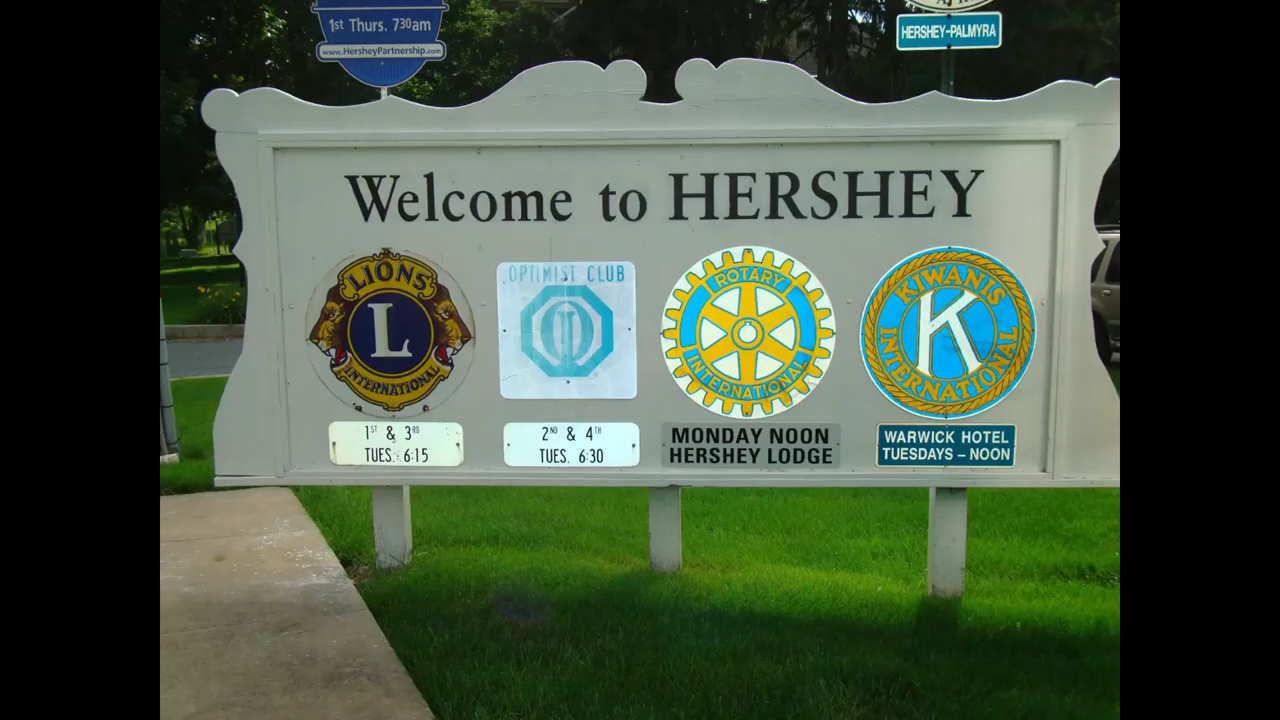 1st Thurs. 730am
www.HersheyPartnership.com
HERSHEY-PALMYRA
Welcome to HERSHEY
LIONS
L
INTERNATIONAL
OPTIMIST CLUB
ROTARY
INTERNATIONAL
KIWANIS
K
INTERNATIONAL
1ST & 3RD
TUES. 6:15
2ND & 4TH
TUES. 6:30
MONDAY NOON
HERSHEY LODGE
WARWICK HOTEL
TUESDAYS – NOON